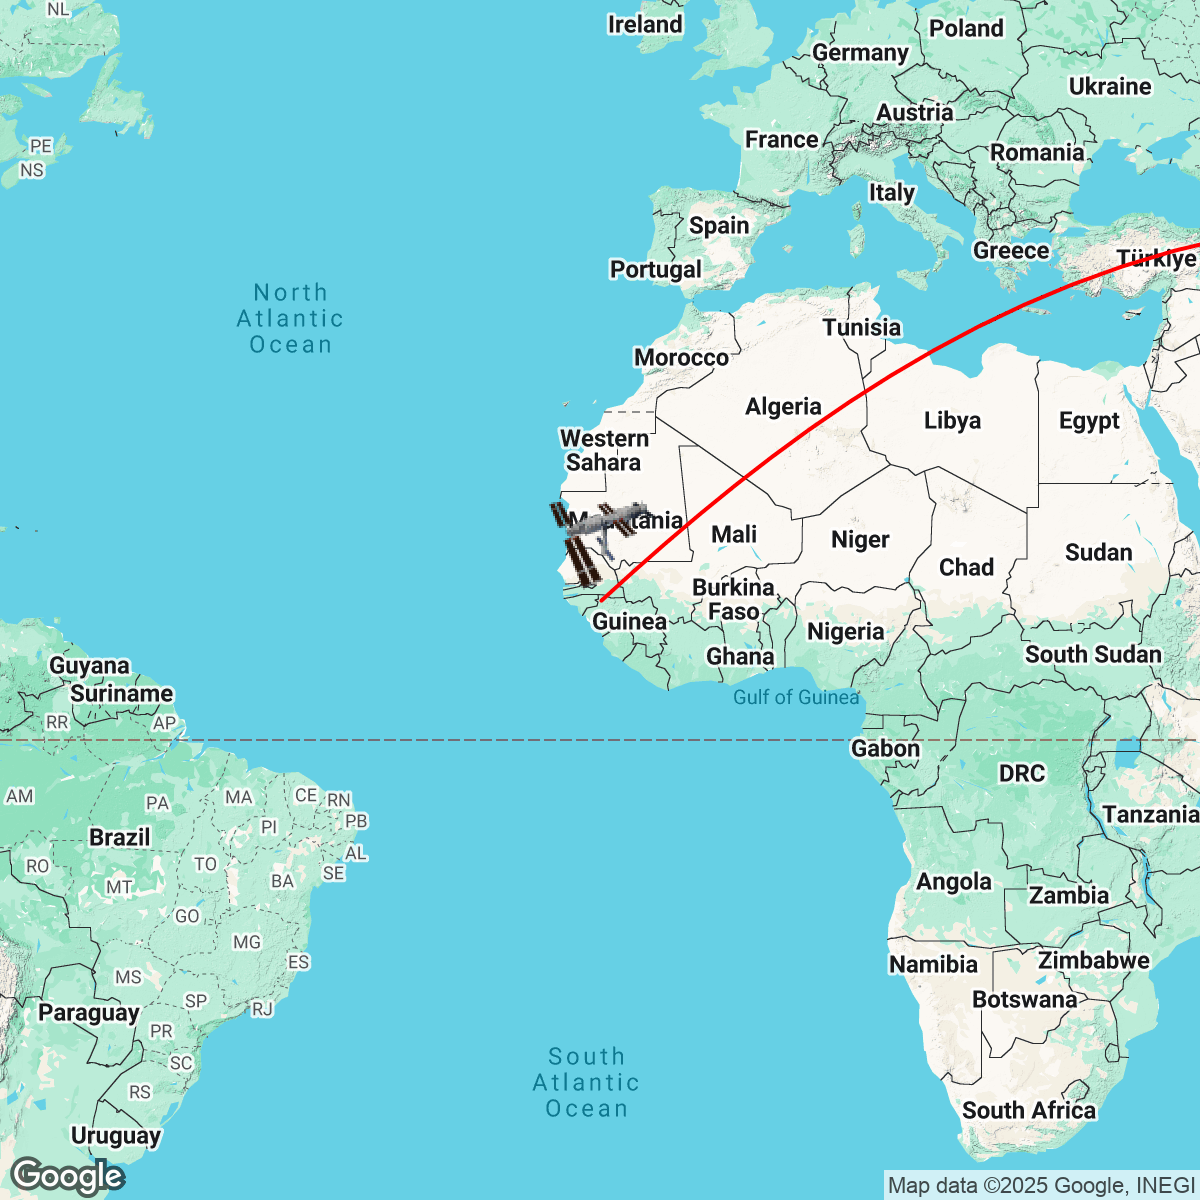 NL
Ireland
Poland
Germany
Ukraine
Austria
France
PE
NS
Romania
Italy
Spain
Greece
Türkiye
Portugal
North
Atlantic
Ocean
Tunisia
Morocco
Algeria
Libya
Egypt
Western
Sahara
Mali
Niger
Sudan
Chad
Burkina
Faso
Guinea
Nigeria
Ghana
South Sudan
Guyana
Suriname
Gulf of Guinea
RR
AP
Gabon
DRC
AM
PA
MA
CE
RN
PB
PI
Tanzania
Brazil
AL
RO
TO
SE
MT
BA
Angola
Zambia
GO
MG
ES
Namibia
Zimbabwe
MS
SP
RJ
Botswana
Paraguay
PR
SC
South
Atlantic
Ocean
RS
South Africa
Uruguay
Google
Map data ©2025 Google, INEGI